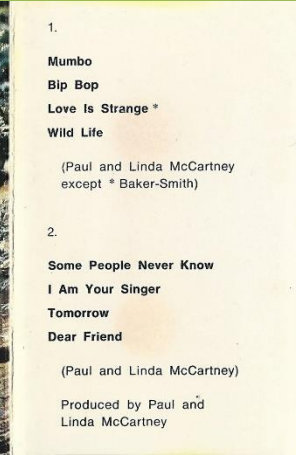 1.
Mumbo
Bip Bop
Love Is Strange *
Wild Life
(Paul and Linda McCartney
except * Baker-Smith)
2.
Some People Never Know
I Am Your Singer
Tomorrow
Dear Friend
(Paul and Linda McCartney)
Produced by Paul and
Linda McCartney